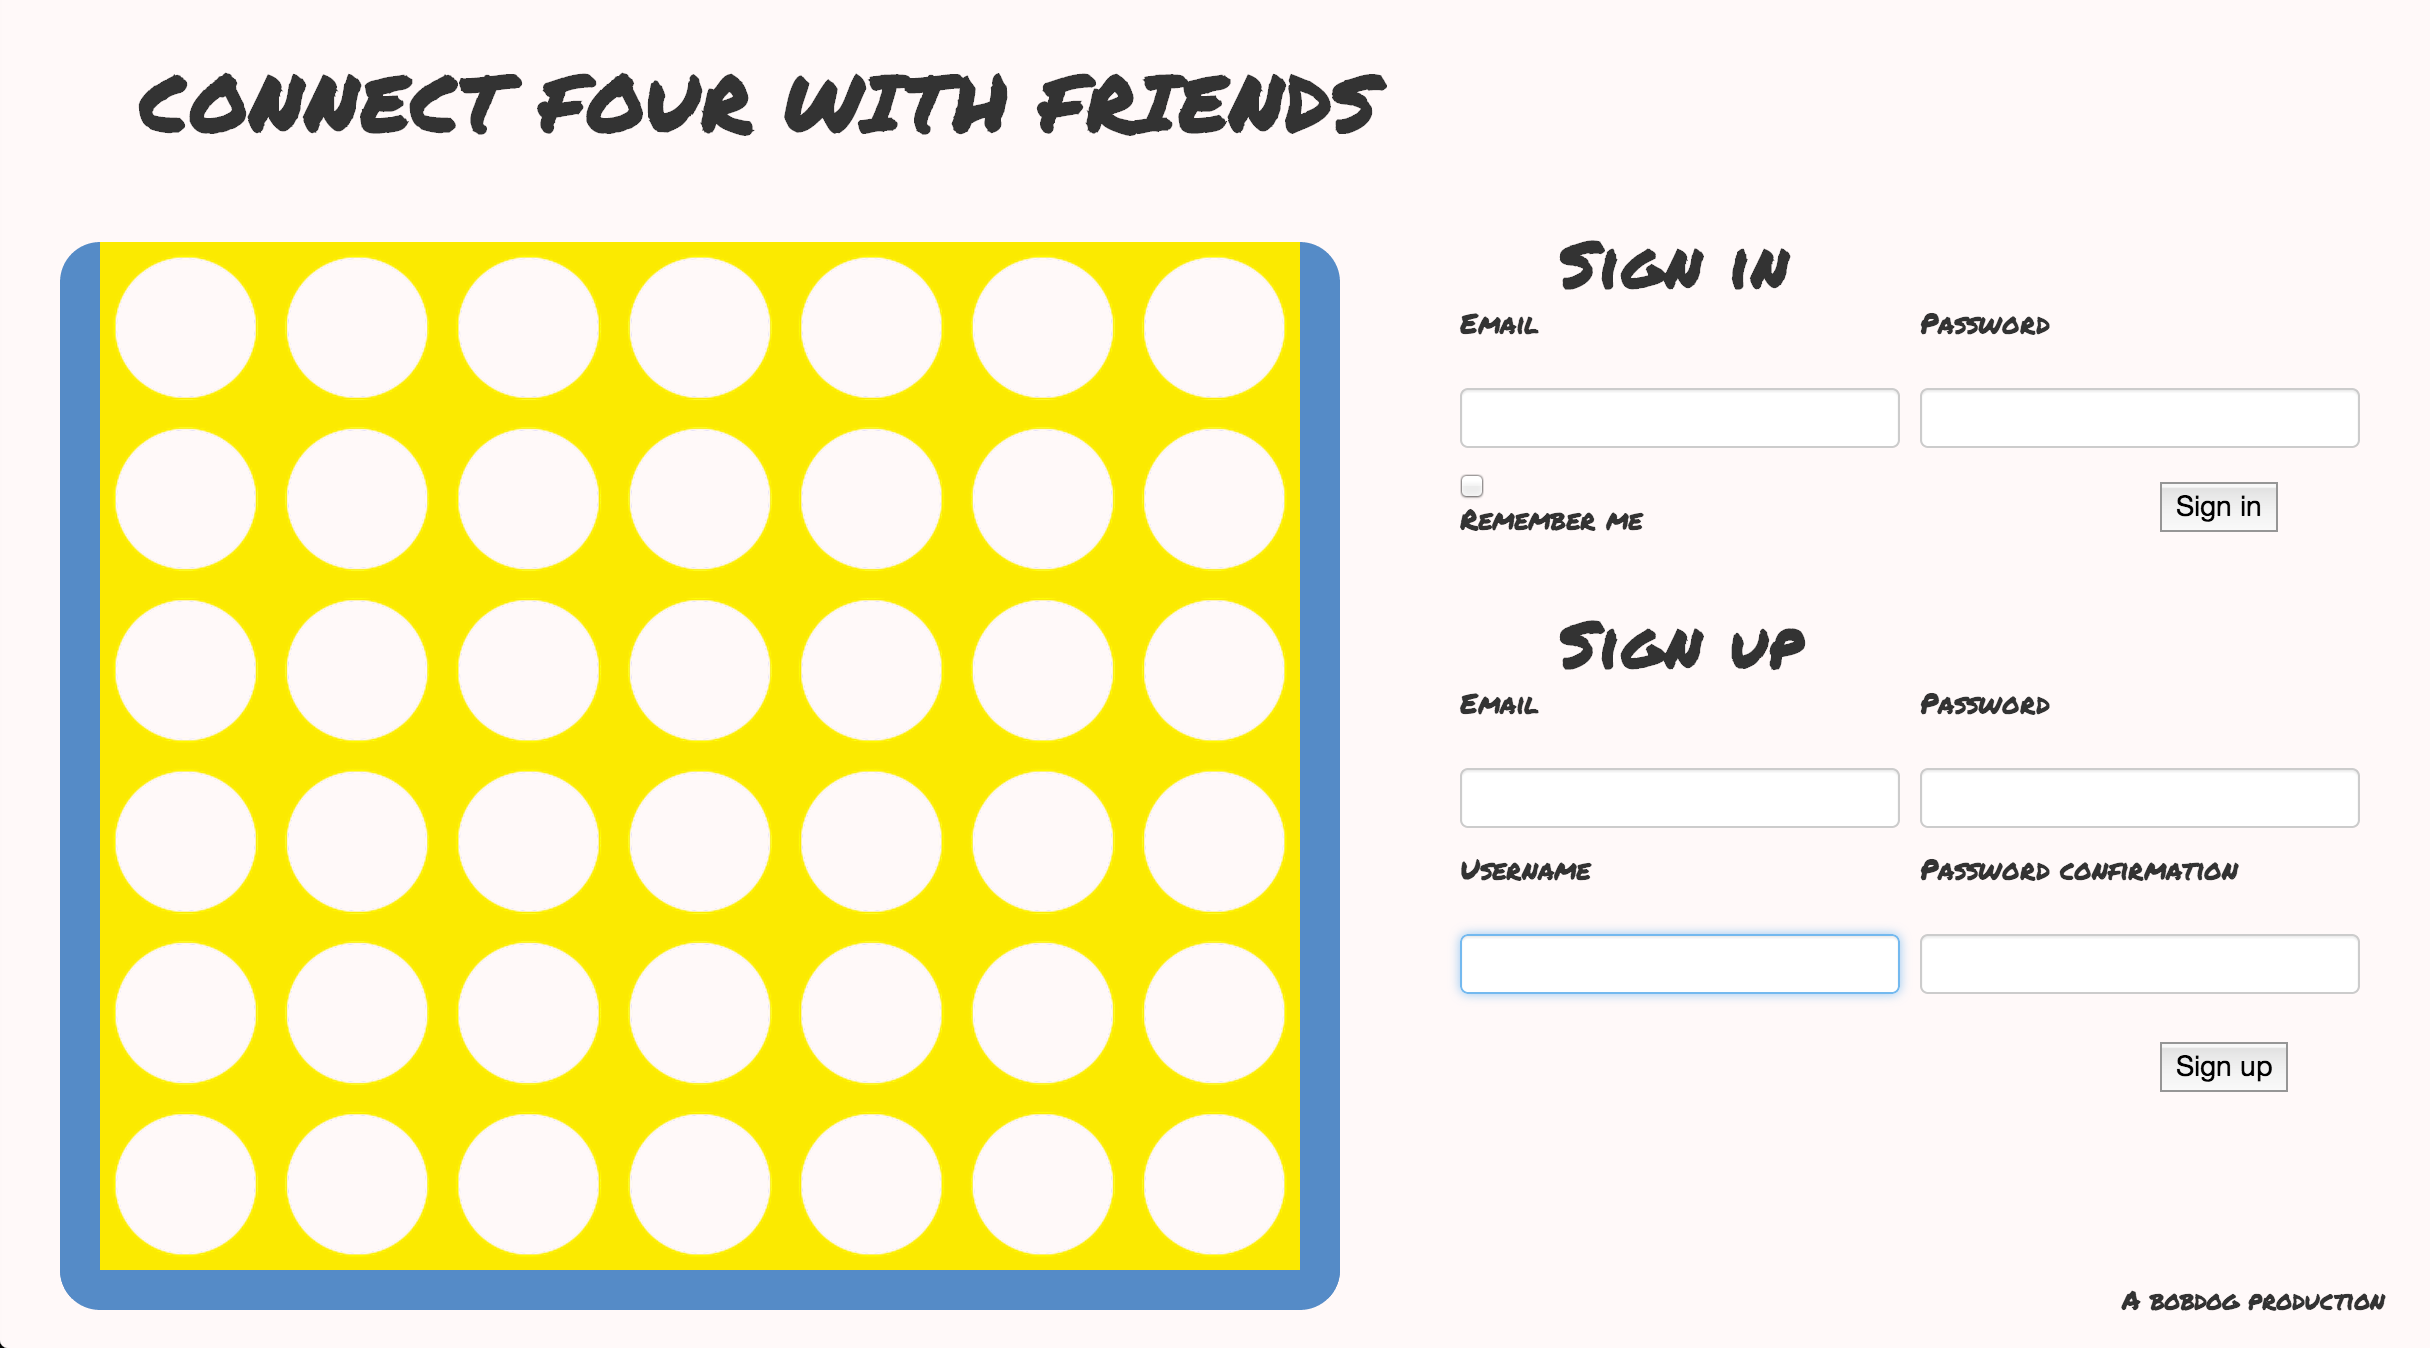 CONNECT FOUR WITH FRIENDS
Sign in
Email
Password
Remember me
Sign in
Sign up
Email
Password
Username
Password confirmation
Sign up
A bobdog production